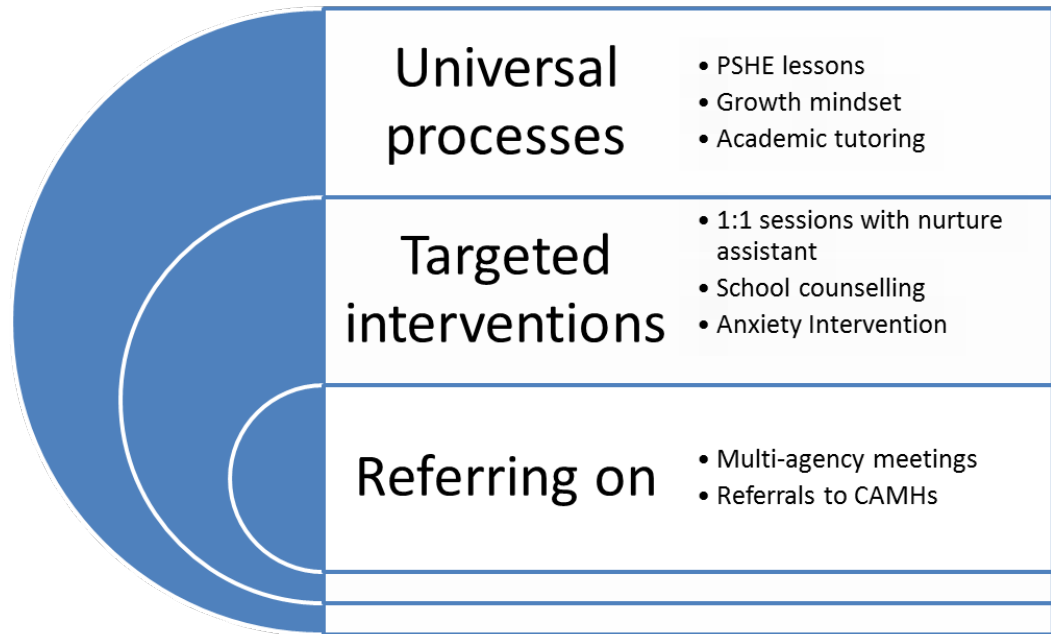 Universal
processes
• PSHE lessons
• Growth mindset
• Academic tutoring
Targeted
interventions
• 1:1 sessions with nurture
assistant
• School counselling
• Anxiety Intervention
Referring on
• Multi-agency meetings
• Referrals to CAMHs